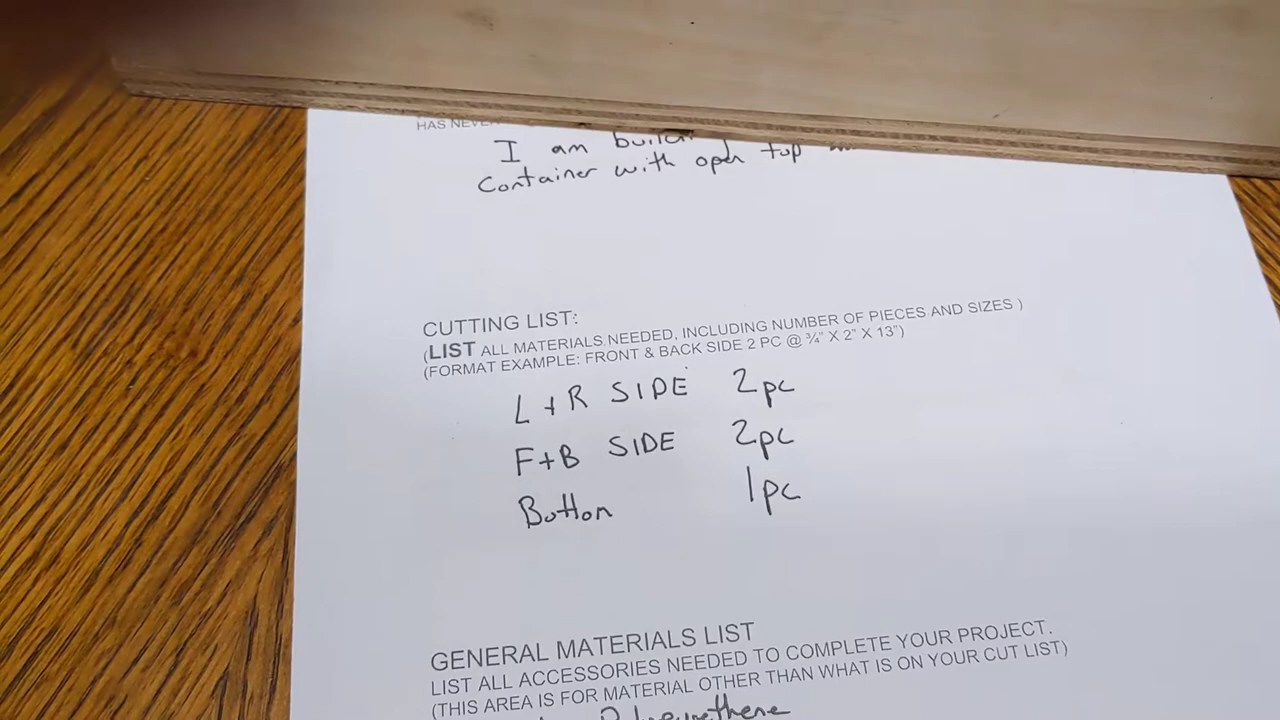 HAS NEVER
I am
Container with open top
CUTTING LIST:
(LIST ALL MATERIALS NEEDED, INCLUDING NUMBER OF PIECES AND SIZES )
(FORMAT EXAMPLE: FRONT & BACK SIDE 2 PC @ ¾" X 2" X 13")
L + R SIDE 2pc
F+B SIDE 2pc
Button 1pc
GENERAL MATERIALS LIST
LIST ALL ACCESSORIES NEEDED TO COMPLETE YOUR PROJECT.
(THIS AREA IS FOR MATERIAL OTHER THAN WHAT IS ON YOUR CUT LIST)